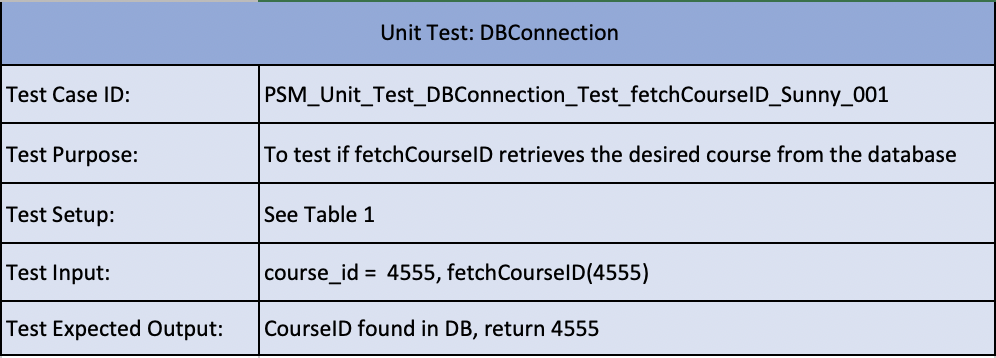 Unit Test: DBConnection
Test Case ID: PSM_Unit_Test_DBConnection_Test_fetchCourseID_Sunny_001
Test Purpose: To test if fetchCourseID retrieves the desired course from the database
Test Setup: See Table 1
Test Input: course_id =  4555, fetchCourseID(4555)
Test Expected Output: CourseID found in DB, return 4555